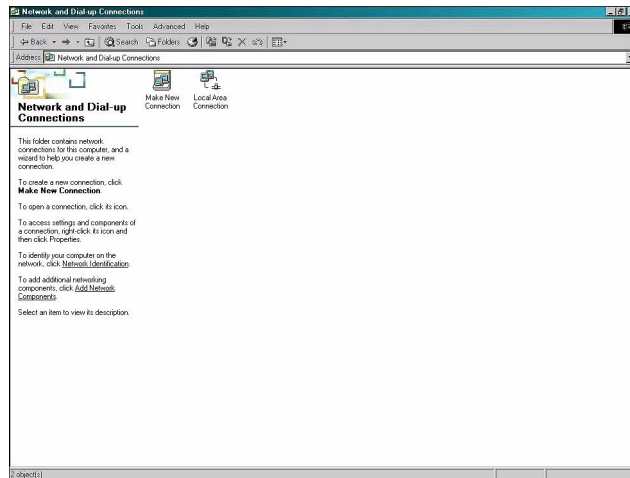 Network and Dial-up Connections
File Edit View Favorites Tools Advanced Help
Back Search Folders
Address Network and Dial-up Connections
Network and Dial-up
Connections
Make New
Connection
Local Area
Connection
This folder contains network
connections for this computer, and a
wizard to help you create a new
connection.
To create a new connection, click
Make New Connection.
To open a connection, click its icon.
To access settings and components of
a connection, right-click its icon and
then click Properties.
To identify your computer on the
network, click Network Identification.
To add additional networking
components, click Add Network
Components.
Select an item to view its description.
2 object(s)